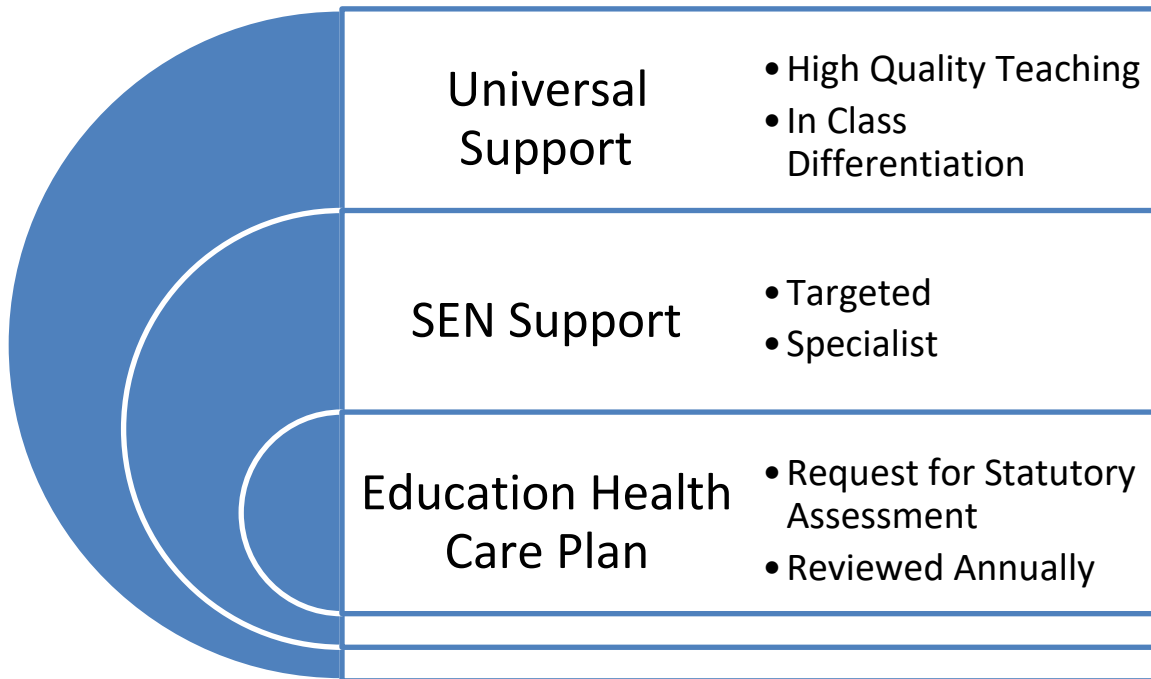 Universal
Support
• High Quality Teaching
• In Class
Differentiation
SEN Support
• Targeted
• Specialist
Education Health
Care Plan
• Request for Statutory
Assessment
• Reviewed Annually